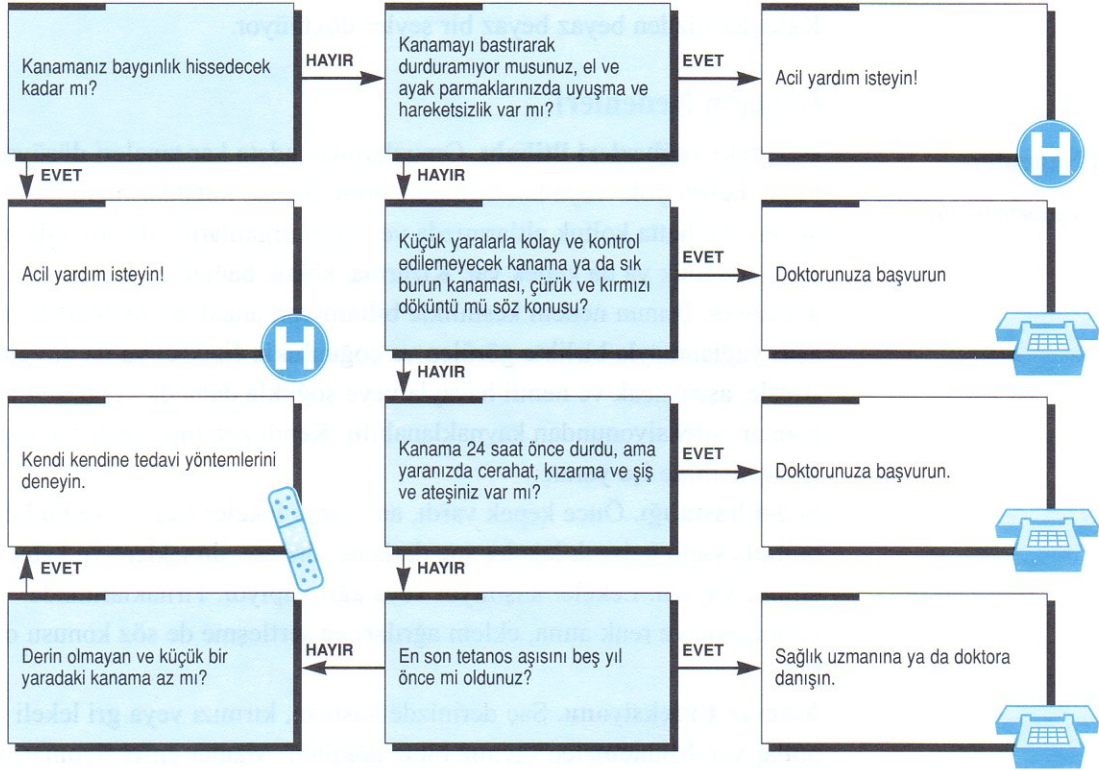 Kanamanız baygınlık hissedecek
kadar mı?
HAYIR
Kanamayı bastırarak
durduramıyor musunuz, el ve
ayak parmaklarınızda uyuşma ve
hareketsizlik var mı?
EVET
Acil yardım isteyin!
H
EVET
HAYIR
Acil yardım isteyin!
H
Küçük yaralarla kolay ve kontrol
edilemeyecek kanama ya da sık
burun kanaması, çürük ve kırmızı
döküntü mü söz konusu?
EVET
Doktorunuza başvurun
HAYIR
Kendi kendine tedavi yöntemlerini
deneyin.
Kanama 24 saat önce durdu, ama
yaranızda cerahat, kızarma ve şiş
ve ateşiniz var mı?
EVET
Doktorunuza başvurun.
EVET
HAYIR
Derin olmayan ve küçük bir
yaradaki kanama az mı?
HAYIR
En son tetanos aşısını beş yıl
önce mi oldunuz?
EVET
Sağlık uzmanına ya da doktora
danışın.